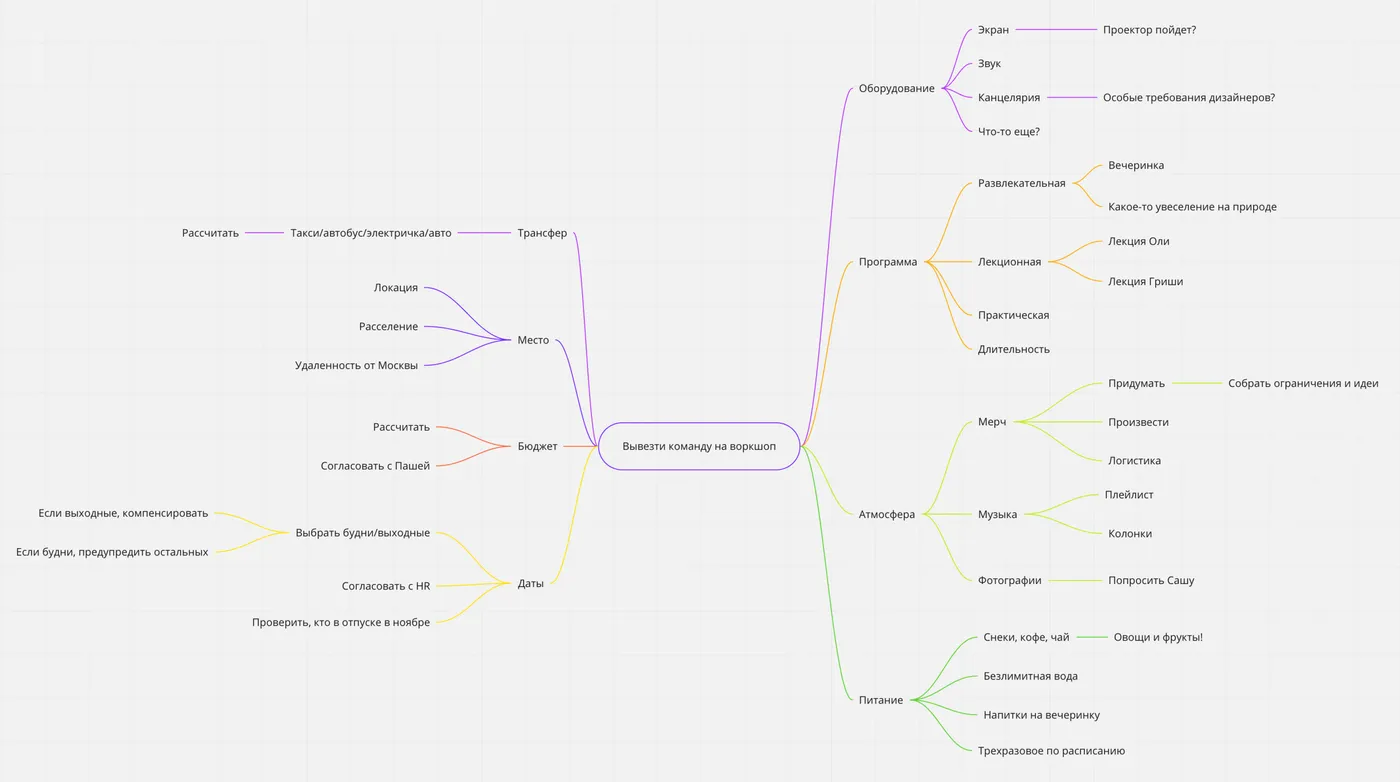 Вывезти команду на воркшоп
Оборудование
Экран
Проектор пойдет?
Звук
Канцелярия
Особые требования дизайнеров?
Что-то еще?
Программа
Развлекательная
Вечеринка
Какое-то увеселение на природе
Лекционная
Лекция Оли
Лекция Гриши
Практическая
Длительность
Атмосфера
Мерч
Придумать
Собрать ограничения и идеи
Произвести
Логистика
Музыка
Плейлист
Колонки
Фотографии
Попросить Сашу
Питание
Снеки, кофе, чай
Овощи и фрукты!
Безлимитная вода
Напитки на вечеринку
Трехразовое по расписанию
Трансфер
Такси/автобус/электричка/авто
Рассчитать
Место
Локация
Расселение
Удаленность от Москвы
Бюджет
Рассчитать
Согласовать с Пашей
Даты
Выбрать будни/выходные
Если выходные, компенсировать
Если будни, предупредить остальных
Согласовать с HR
Проверить, кто в отпуске в ноябре